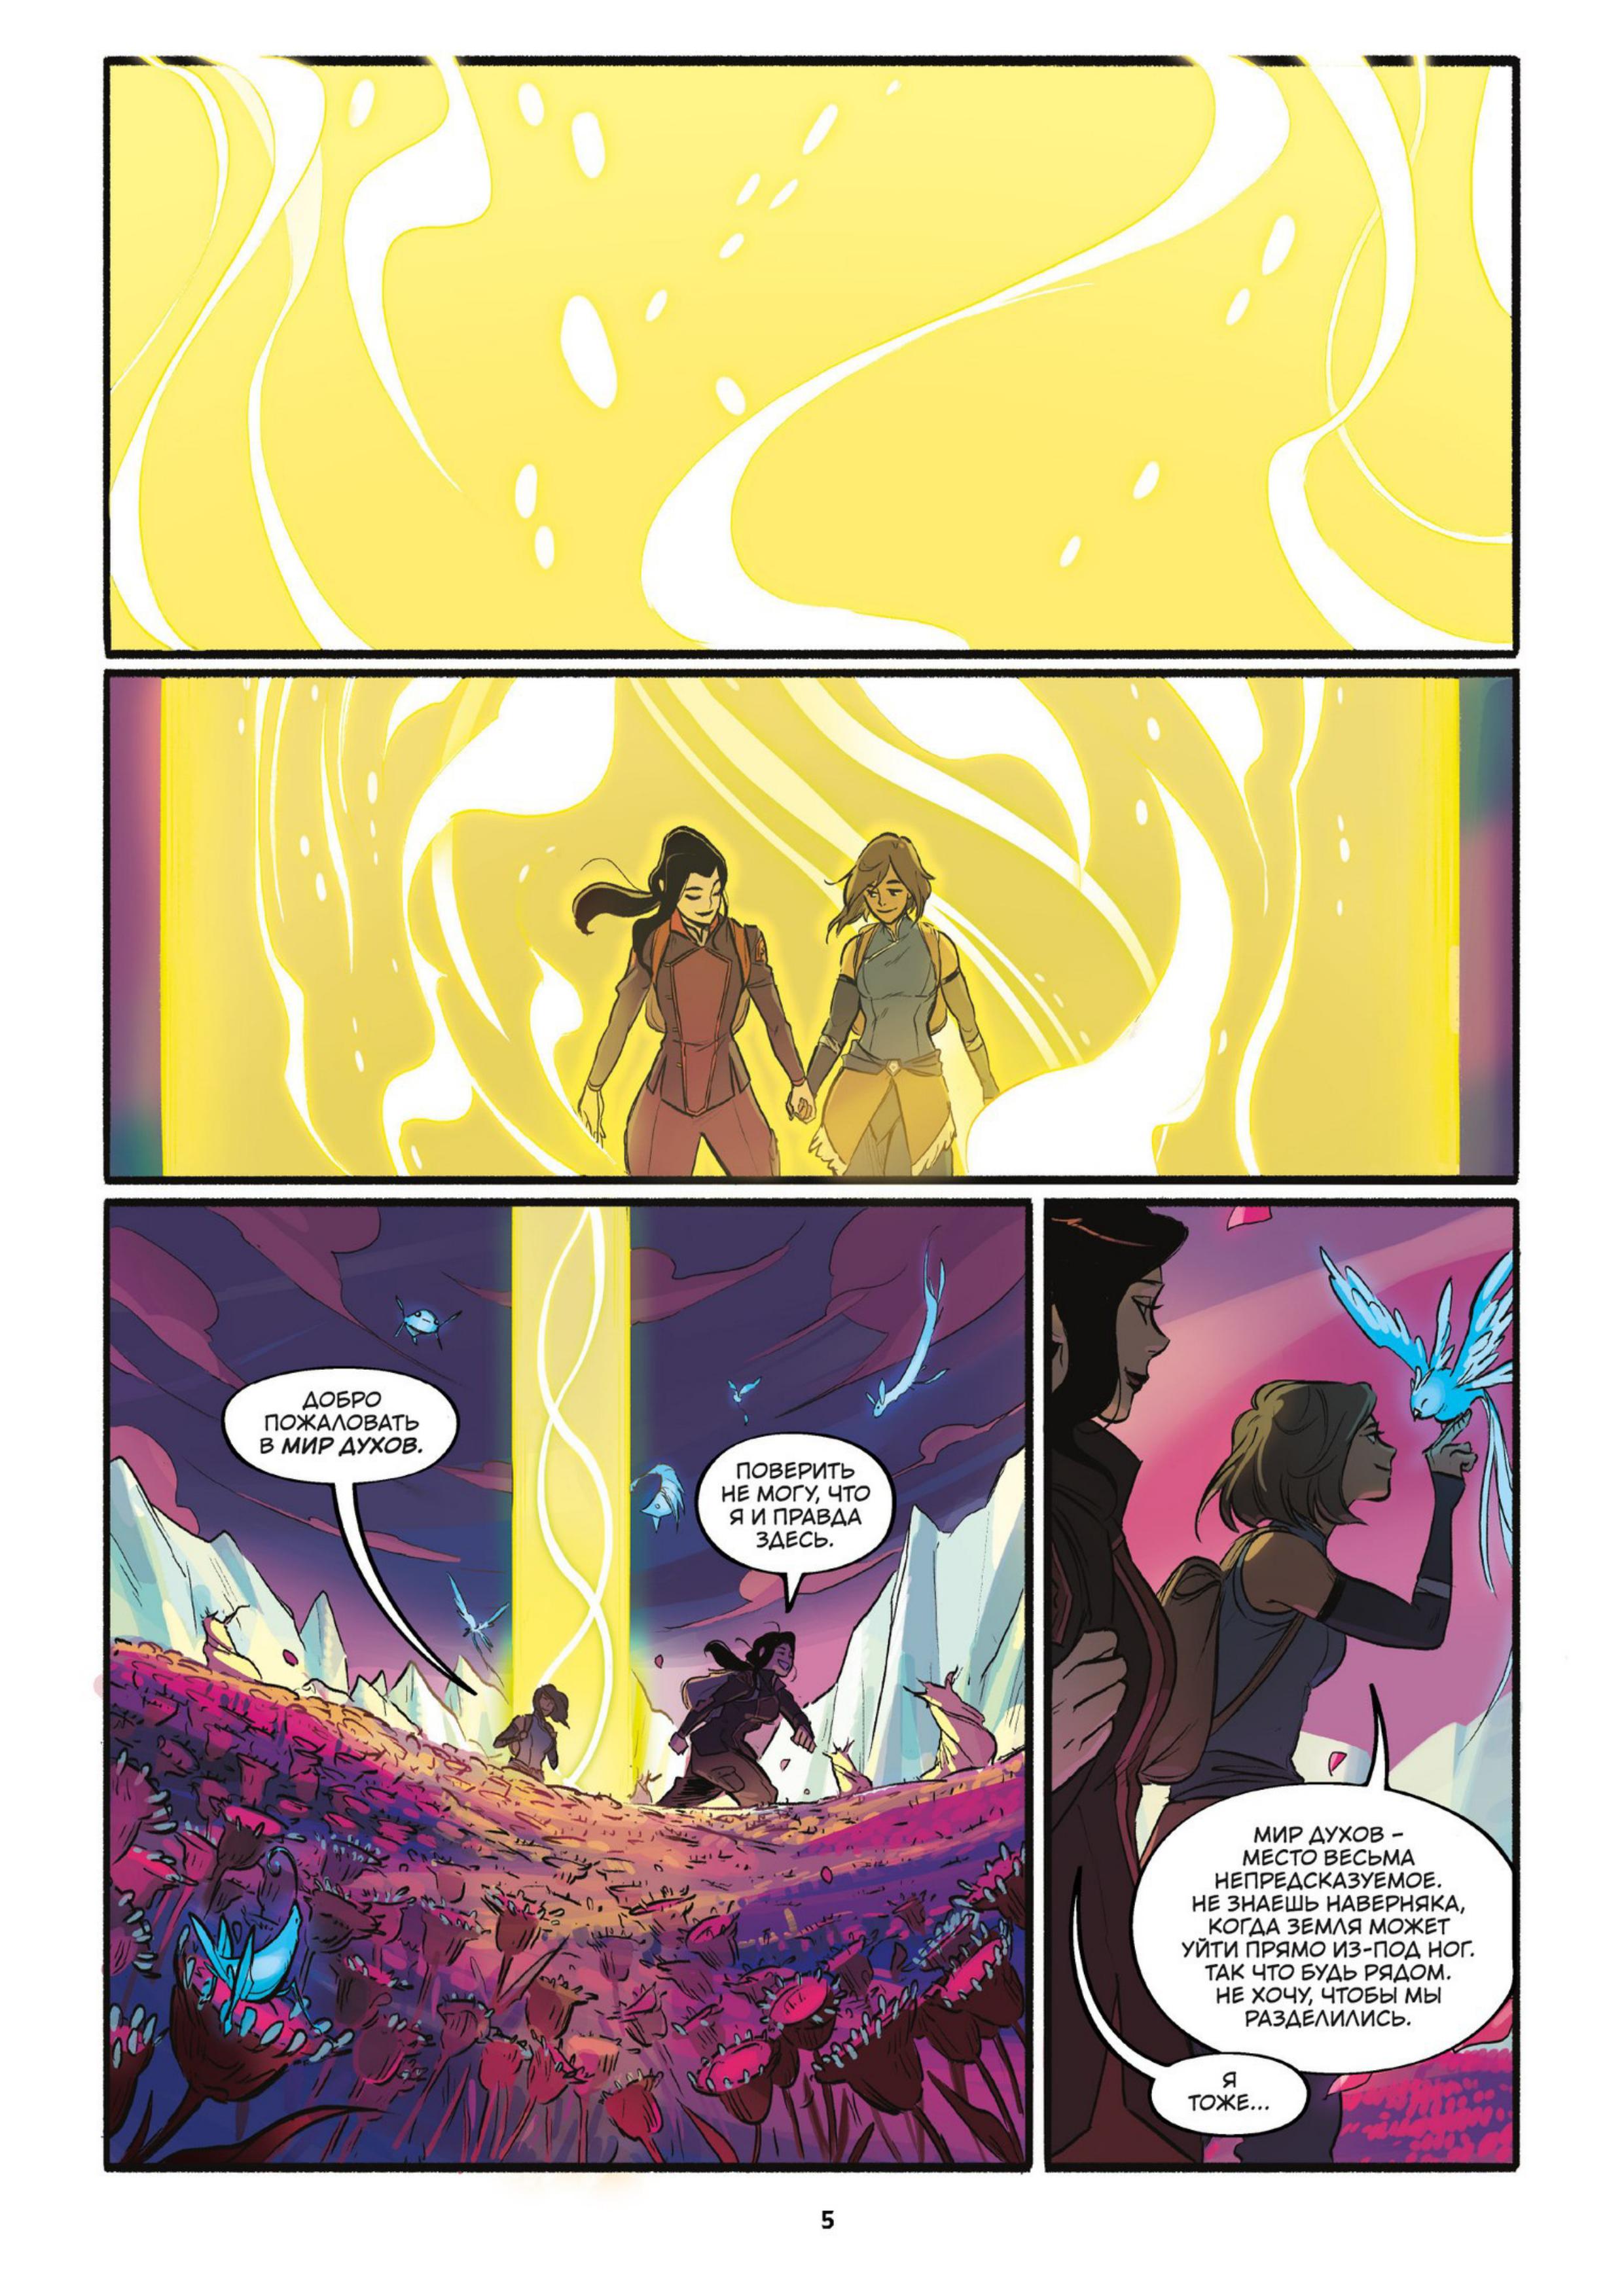 ДОБРО
ПОЖАЛОВАТЬ
В МИР ДУХОВ.
ПОВЕРИТЬ
НЕ МОГУ, ЧТО
Я И ПРАВДА
ЗДЕСЬ.
МИР ДУХОВ –
МЕСТО ВЕСЬМА
НЕПРЕДСКАЗУЕМОЕ.
НЕ ЗНАЕШЬ НАВЕРНЯКА,
КОГДА ЗЕМЛЯ МОЖЕТ
УЙТИ ПРЯМО ИЗ-ПОД НОГ.
ТАК ЧТО БУДЬ РЯДОМ.
НЕ ХОЧУ, ЧТОБЫ МЫ
РАЗДЕЛИЛИСЬ.
Я
ТОЖЕ...
5